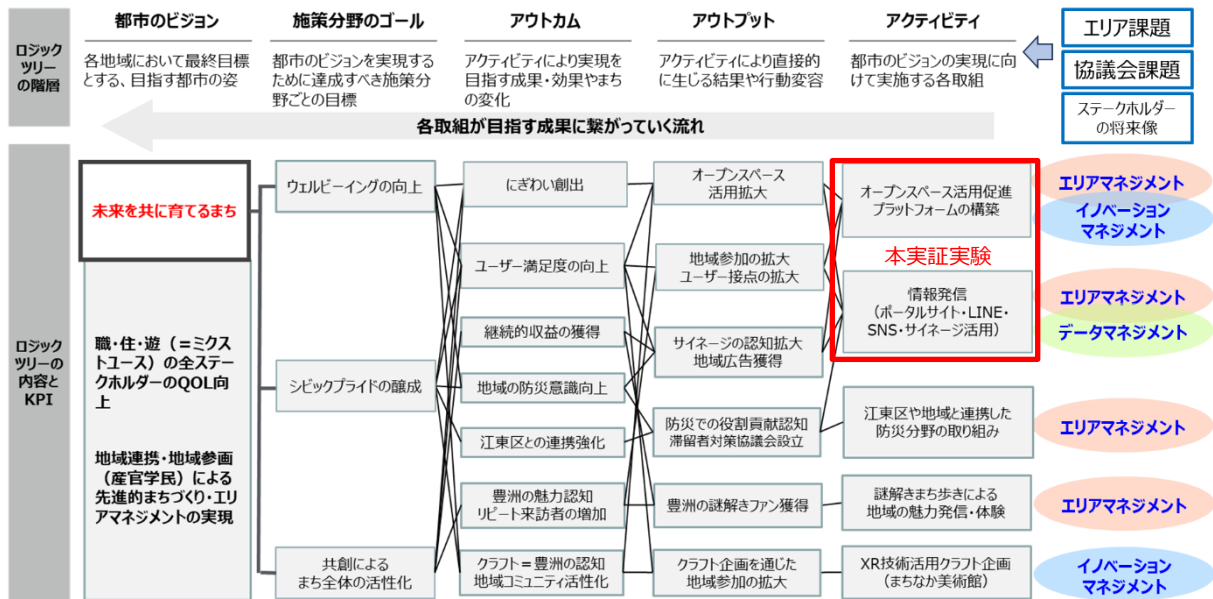 ロジック
ツリー
の階層
都市のビジョン
各地域において最終目標
とする、目指す都市の姿
施策分野のゴール
都市のビジョンを実現する
ために達成すべき施策分
野ごとの目標
アウトカム
アクティビティにより実現を
目指す成果・効果やまち
の変化
アウトプット
アクティビティにより直接的
に生じる結果や行動変容
アクティビティ
都市のビジョンの実現に向
けて実施する各取組
エリア課題
協議会課題
ステークホルダー
の将来像
各取組が目指す成果に繋がっていく流れ
ロジック
ツリーの
内容と
KPI
未来を共に育てるまち
職・住・遊（=ミクス
トユース）の全ステー
クホルダーのQOL向
上
地域連携・地域参画
（産官学民）による
先進的まちづくり・エリ
アマネジメントの実現
ウェルビーイングの向上
シビックプライドの醸成
共創による
まち全体の活性化
にぎわい創出
ユーザー満足度の向上
継続的収益の獲得
地域の防災意識向上
江東区との連携強化
豊洲の魅力認知
リピート来訪者の増加
クラフト＝豊洲の認知
地域コミュニティ活性化
オープンスペース
活用拡大
地域参加の拡大
ユーザー接点の拡大
サイネージの認知拡大
地域広告獲得
防災での役割貢献認知
滞留者対策協議会設立
豊洲の謎解きファン獲得
クラフト企画を通じた
地域参加の拡大
オープンスペース活用促進
プラットフォームの構築
本実証実験
情報発信
（ポータルサイト・LINE・
SNS・サイネージ活用）
江東区や地域と連携した
防災分野の取り組み
謎解きまち歩きによる
地域の魅力発信・体験
XR技術活用クラフト企画
（まちなか美術館）
エリアマネジメント
イノベーション
マネジメント
エリアマネジメント
データマネジメント
エリアマネジメント
エリアマネジメント
イノベーション
マネジメント